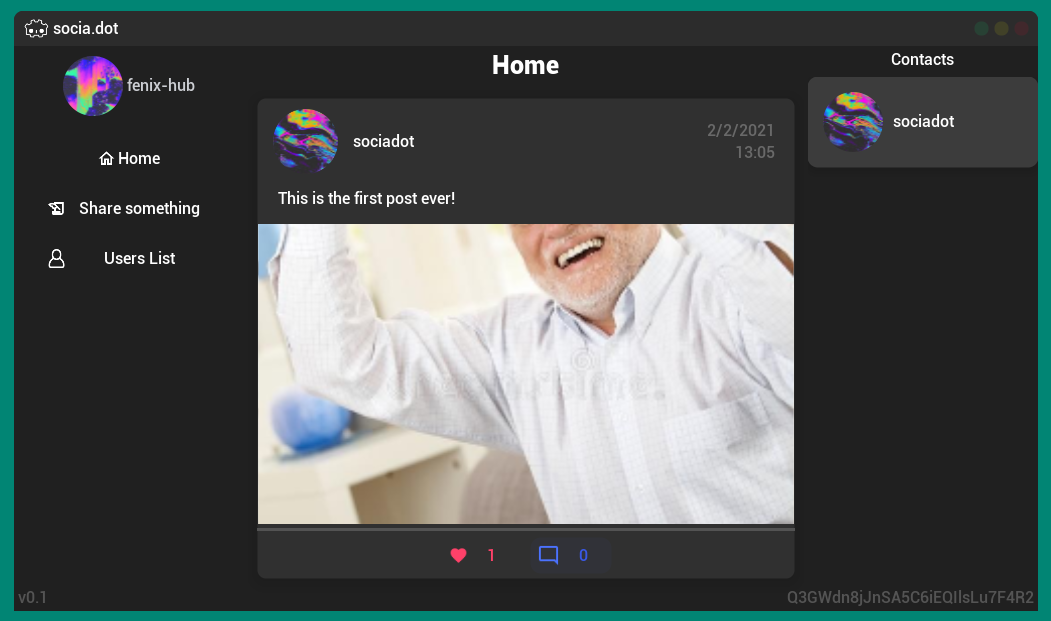 socia.dot
fenix-hub
Home
Share something
Users List
Home
sociadot
2/2/2021
13:05
This is the first post ever!
1
0
Contacts
sociadot
v0.1